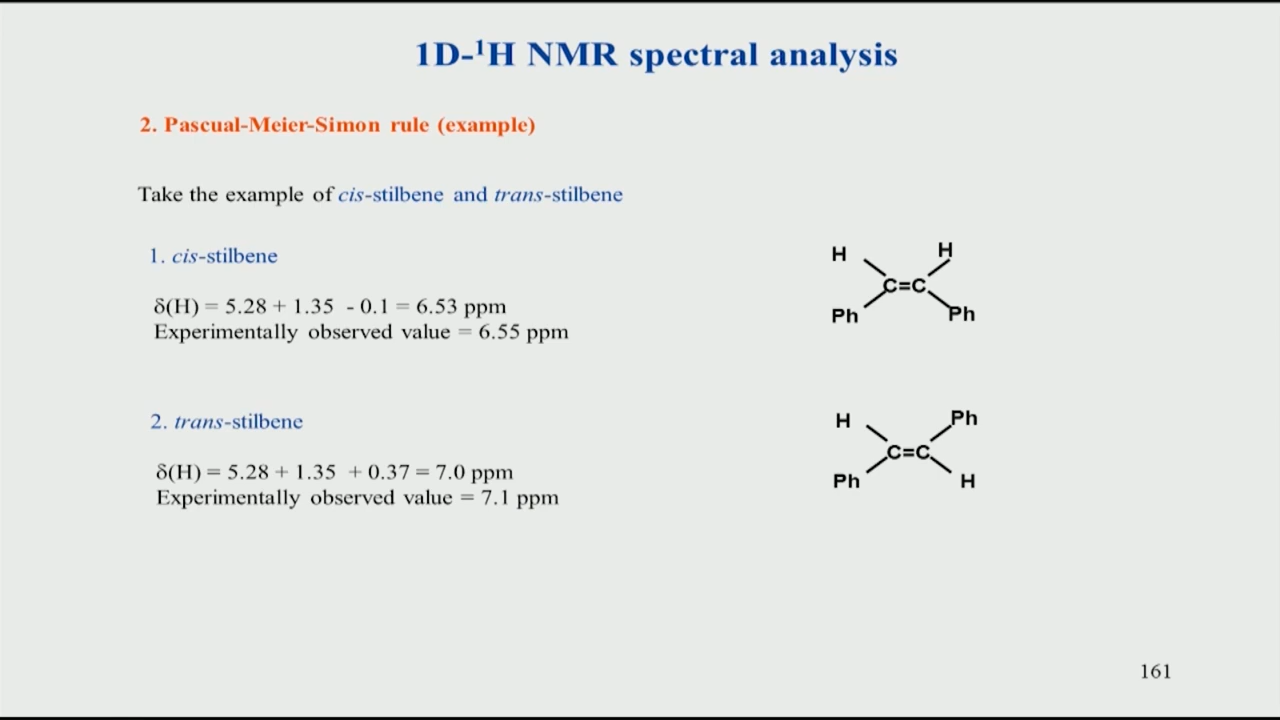 1D-¹H NMR spectral analysis
2. Pascual-Meier-Simon rule (example)
Take the example of cis-stilbene and trans-stilbene
1. cis-stilbene
δ(H) = 5.28 + 1.35 - 0.1 = 6.53 ppm
Experimentally observed value = 6.55 ppm
H H
C=C
Ph Ph
2. trans-stilbene
δ(H) = 5.28 + 1.35 + 0.37 = 7.0 ppm
Experimentally observed value = 7.1 ppm
H Ph
C=C
Ph H
161